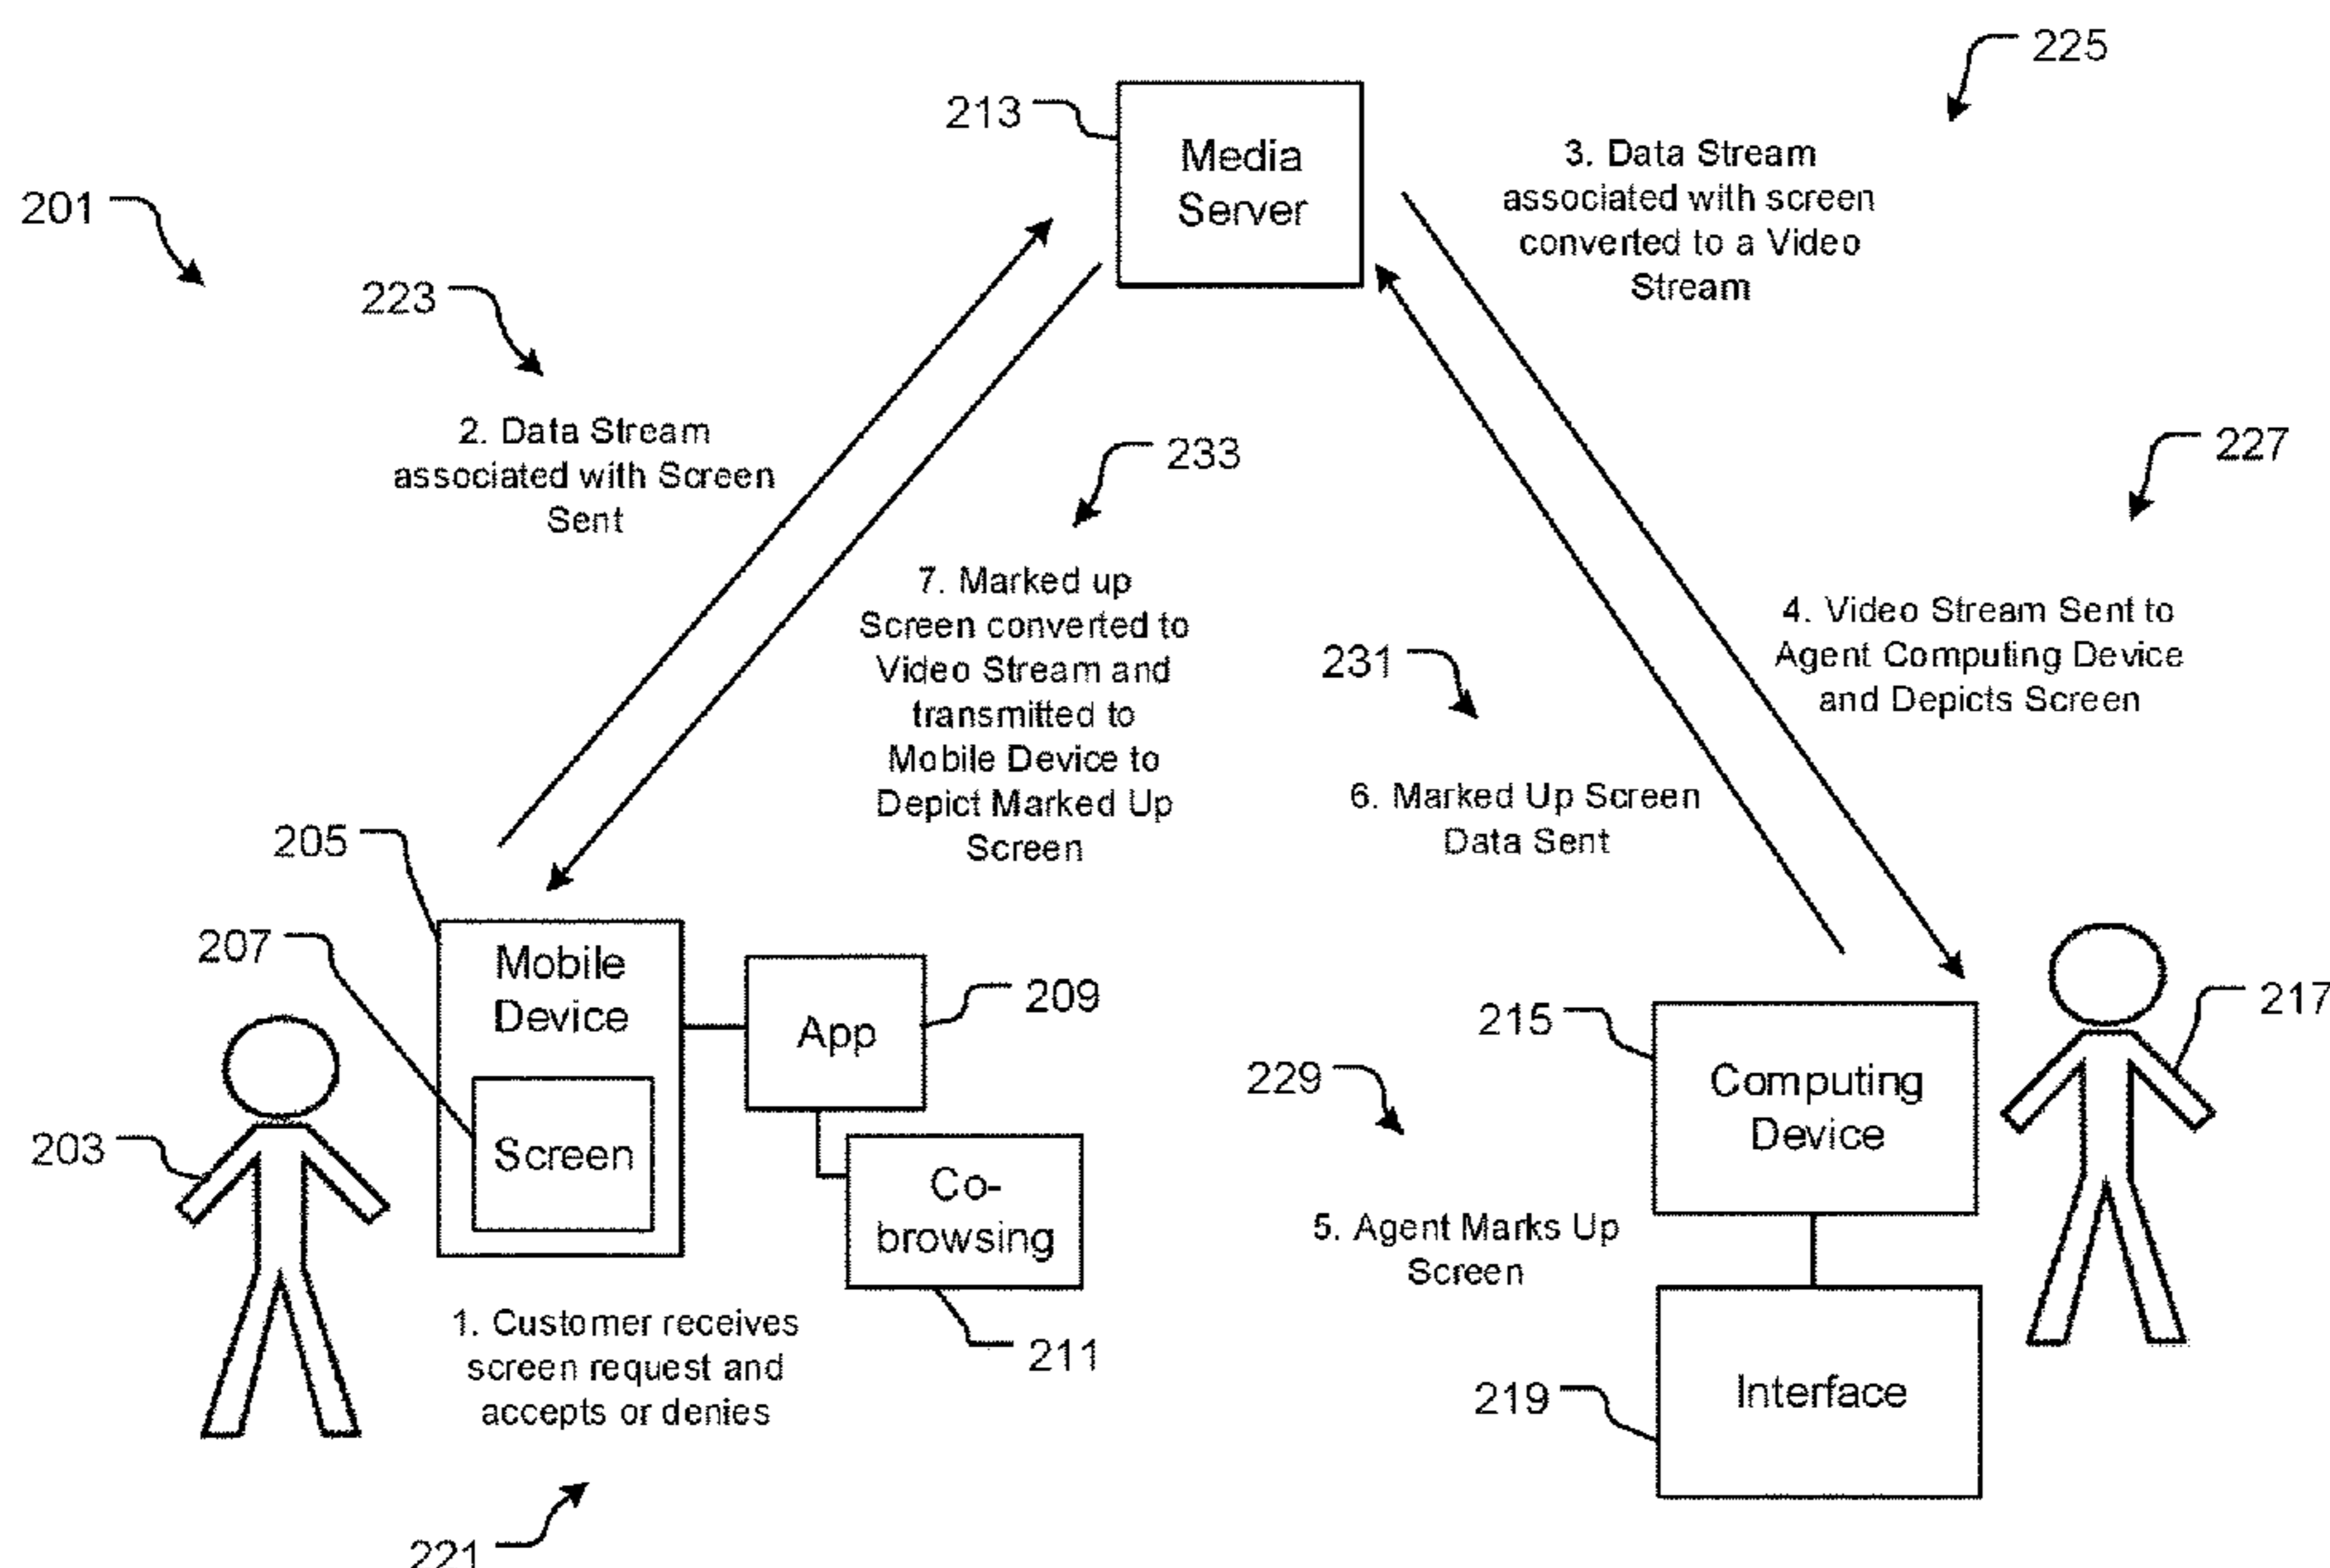 225
213
Media
Server
3. Data Stream
associated with screen
converted to a Video
Stream
201
223
2. Data Stream
associated with Screen
Sent
233
227
7. Marked up
Screen converted to
Video Stream and
transmitted to
Mobile Device to
Depict Marked Up
Screen
4. Video Stream Sent to
Agent Computing Device
and Depicts Screen
231
6. Marked Up Screen
Data Sent
205
207
Mobile
Device
Screen
App
209
Co-
browsing
211
203
1. Customer receives
screen request and
accepts or denies
221
215
217
Computing
Device
229
5. Agent Marks Up
Screen
219
Interface